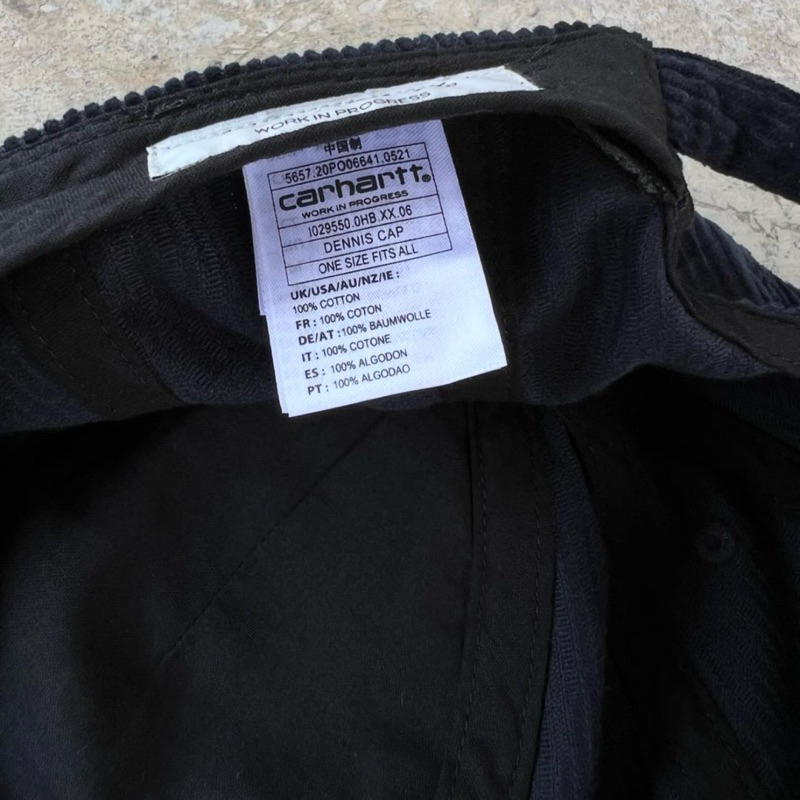 WORK IN PROGRESS
中国制
5657.20PO06641.0521
carhartt®
WORK IN PROGRESS
I029550.0HB.XX.06
DENNIS CAP
ONE SIZE FITS ALL
UK/USA/AU/NZ/IE :
100% COTTON
FR : 100% COTON
DE/AT :100% BAUMWOLLE
IT : 100% COTONE
ES : 100% ALGODON
PT : 100% ALGODAO